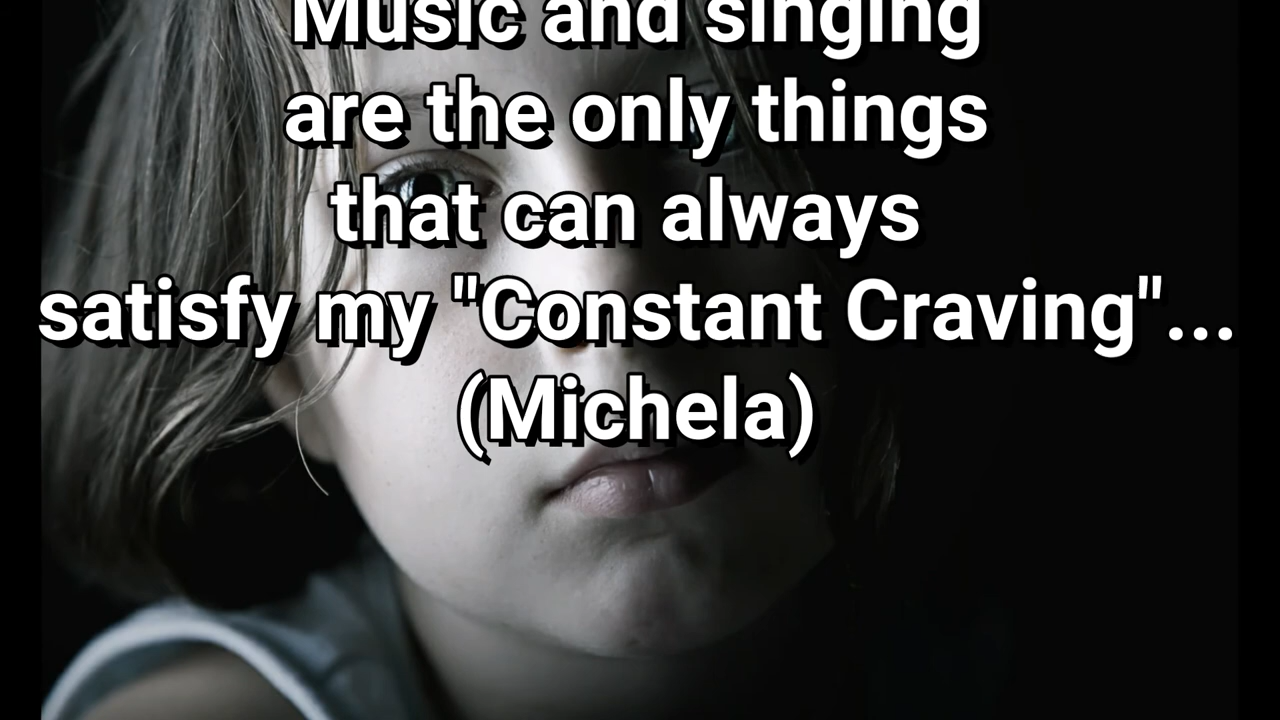 Music and singing
are the only things
that can always
satisfy my "Constant Craving"...
(Michela)